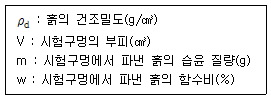 ρd : 흙의 건조밀도(g/㎤)
V : 시험구멍의 부피(㎤)
m : 시험구멍에서 파낸 흙의 습윤 질량(g)
w : 시험구멍에서 파낸 흙의 함수비(%)